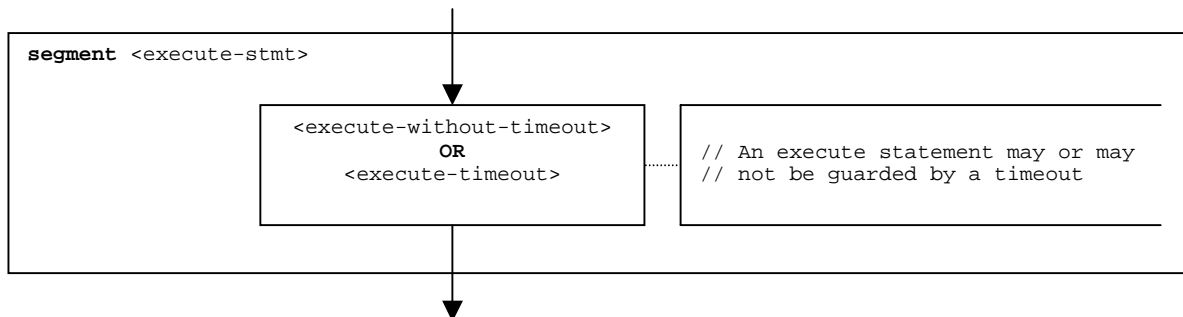 segment <execute-stmt>
<execute-without-timeout>
OR
<execute-timeout>
// An execute statement may or may
// not be guarded by a timeout